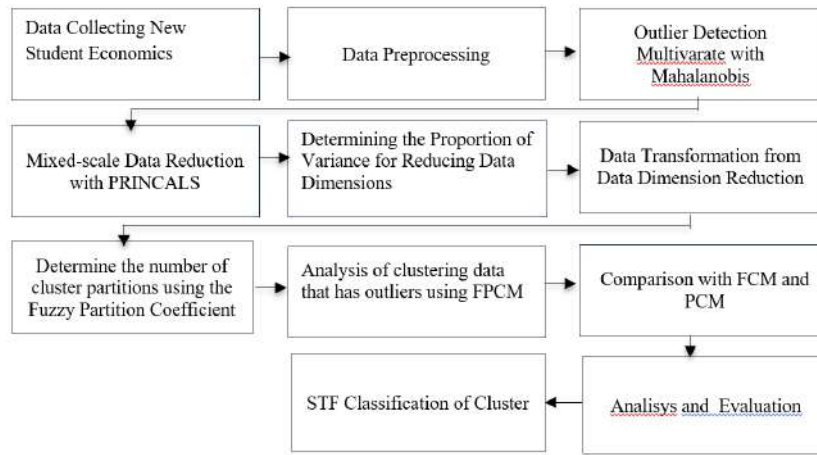 Data Collecting New
Student Economics
Data Preprocessing
Outlier Detection
Multivarate with
Mahalanobis
Mixed-scale Data Reduction
with PRINCALS
Determining the Proportion of
Variance for Reducing Data
Dimensions
Data Transformation from
Data Dimension Reduction
Determine the number of
cluster partitions using the
Fuzzy Partition Coefficient
Analysis of clustering data
that has outliers using FPCM
Comparison with FCM and
PCM
STF Classification of Cluster
Analisys and Evaluation